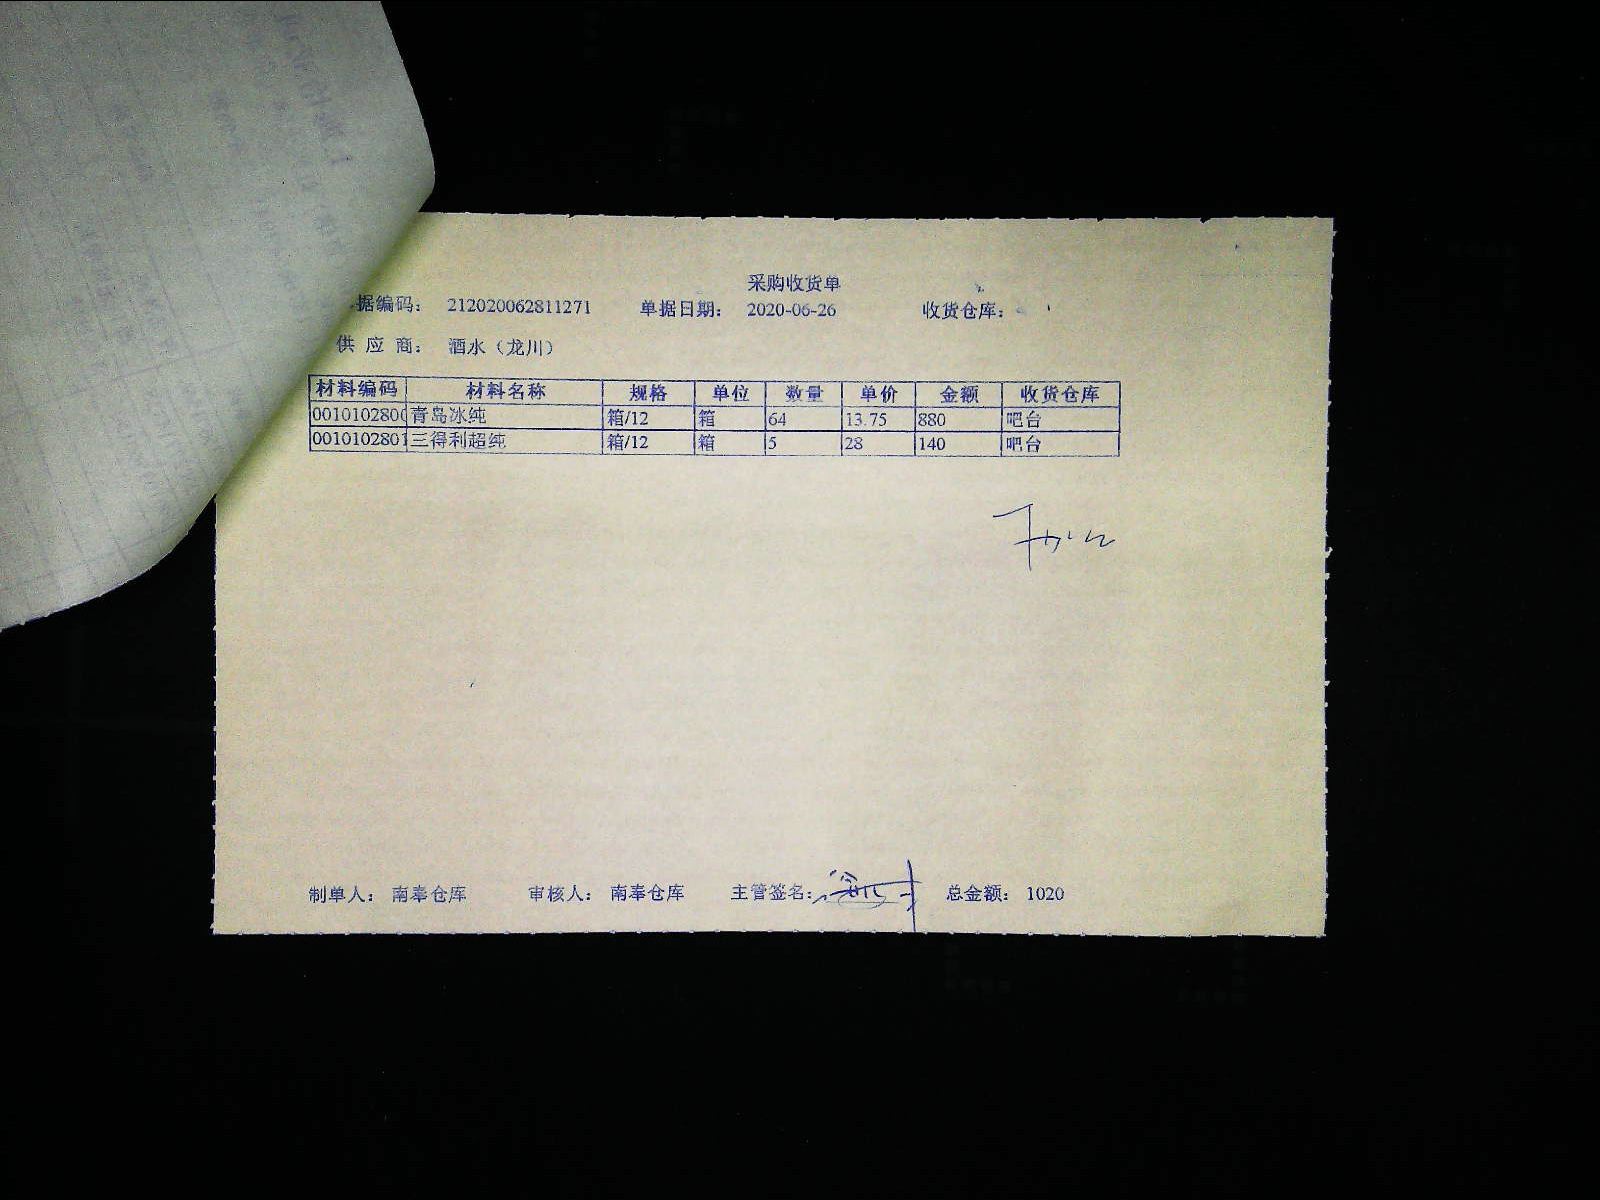 采购收货单
据编码： 212020062811271 单据日期： 2020-06-26 收货仓库：
供 应 商： 酒水（龙川）
材料编码 材料名称 规格 单位 数量 单价 金额 收货仓库
0010102800 青岛冰纯 箱/12 箱 64 13.75 880 吧台
0010102801 三得利超纯 箱/12 箱 5 28 140 吧台
制单人： 南奉仓库 审核人： 南奉仓库 主管签名： 总金额： 1020